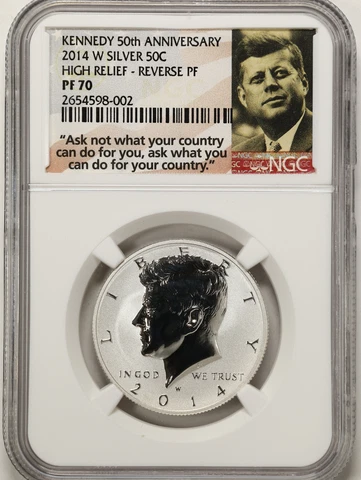 KENNEDY 50th ANNIVERSARY
2014 W SILVER 50C
HIGH RELIEF - REVERSE PF
PF 70
2654598-002
"Ask not what your country
can do for you, ask what you
can do for your country."
NGC
LIBERTY
IN GOD WE TRUST
W
2014